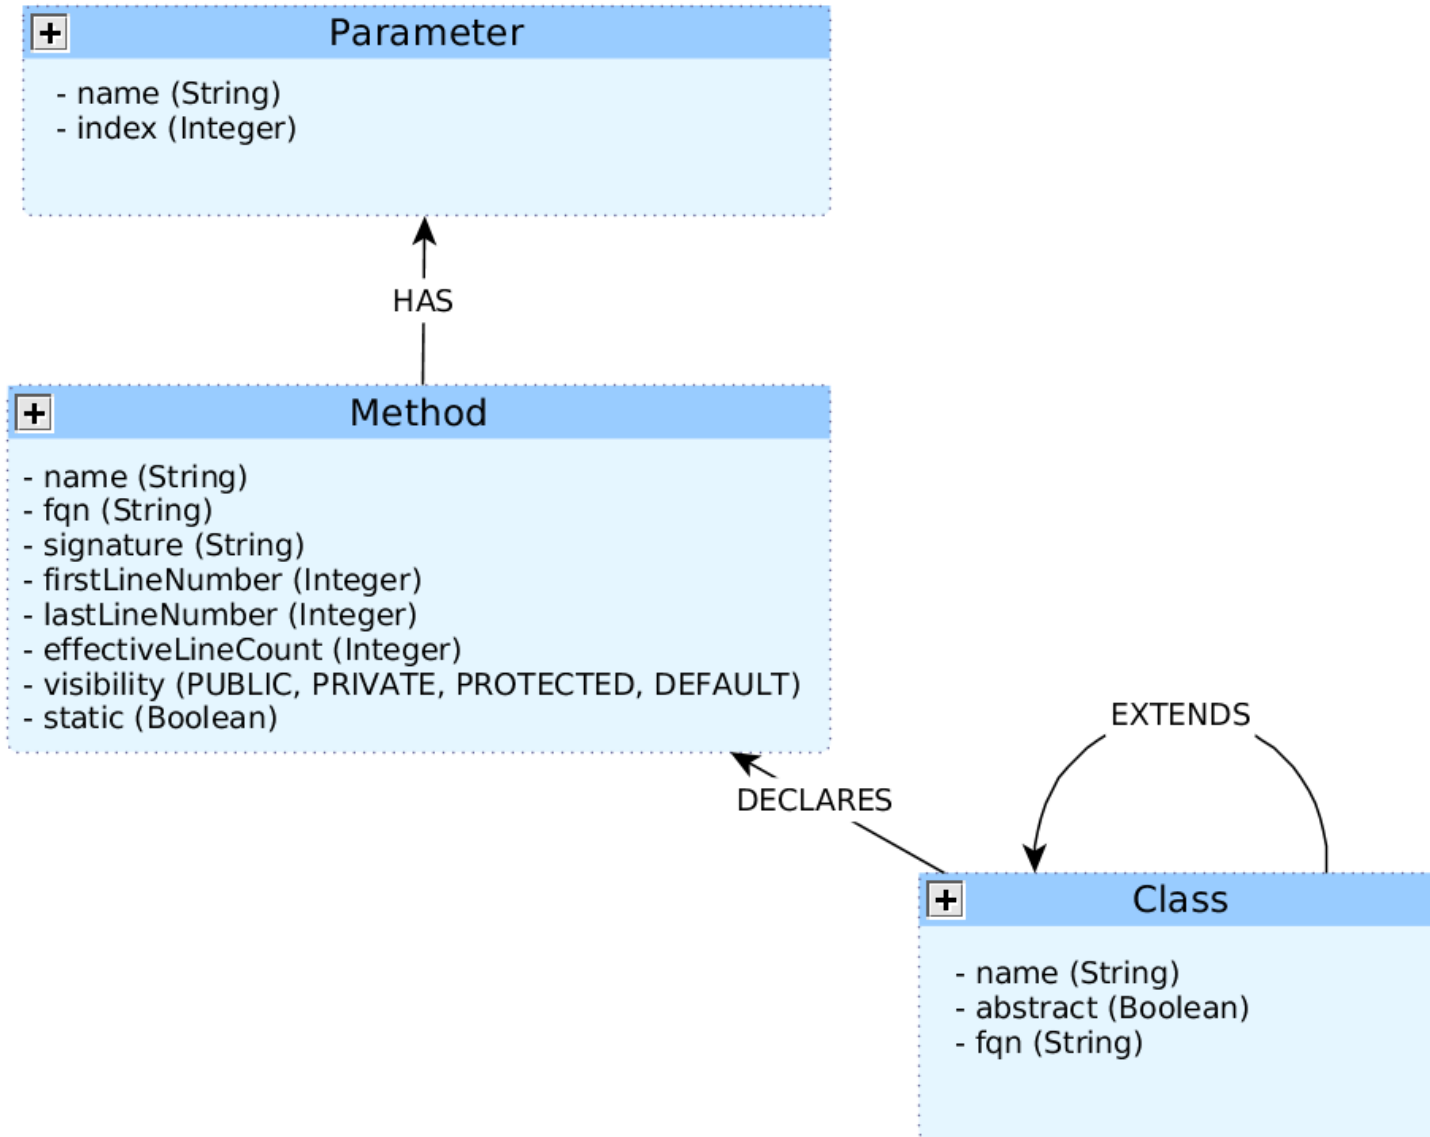 Parameter
- name (String)
- index (Integer)
HAS
Method
- name (String)
- fqn (String)
- signature (String)
- firstLineNumber (Integer)
- lastLineNumber (Integer)
- effectiveLineCount (Integer)
- visibility (PUBLIC, PRIVATE, PROTECTED, DEFAULT)
- static (Boolean)
EXTENDS
DECLARES
Class
- name (String)
- abstract (Boolean)
- fqn (String)